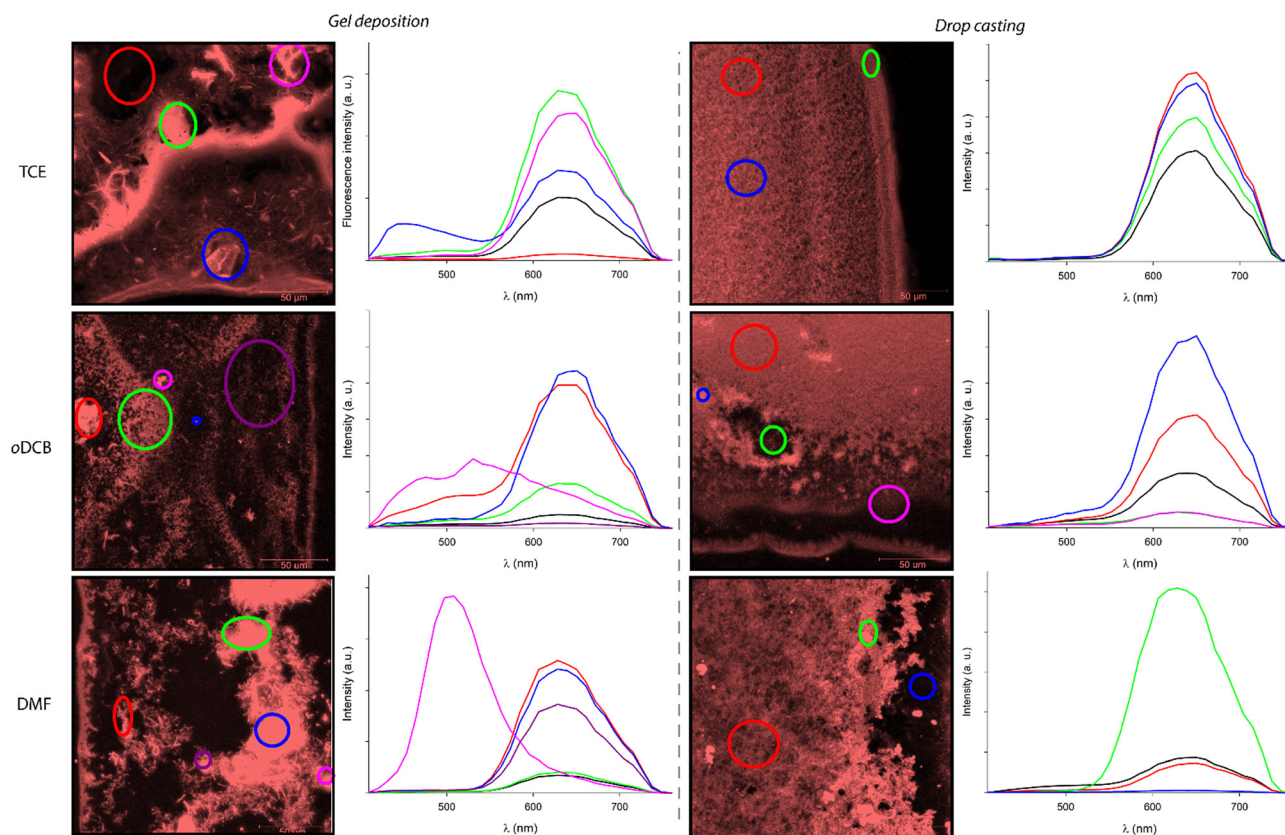 Gel deposition
Drop casting
TCE
50 µm
Fluorescence intensity (a. u.)
500 600 700
λ (nm)
50 µm
Intensity (a. u.)
500 600 700
λ (nm)
oDCB
50 µm
Intensity (a.u.)
500 600 700
λ (nm)
50 µm
Intensity (a.u.)
500 600 700
λ (nm)
DMF
50 µm
Intensity (a.u.)
500 600 700
λ (nm)
Intensity (a.u.)
500 600 700
λ (nm)